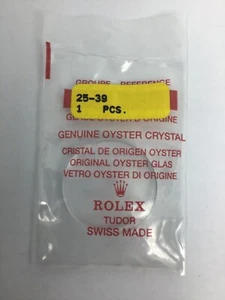 GROUPE REFERENCE
25-39
1 PCS.
OYSTER D'ORIGINE
GENUINE OYSTER CRYSTAL
CRISTAL DE ORIGEN OYSTER
ORIGINAL OYSTER GLAS
VETRO OYSTER DI ORIGINE
ROLEX
TUDOR
SWISS MADE